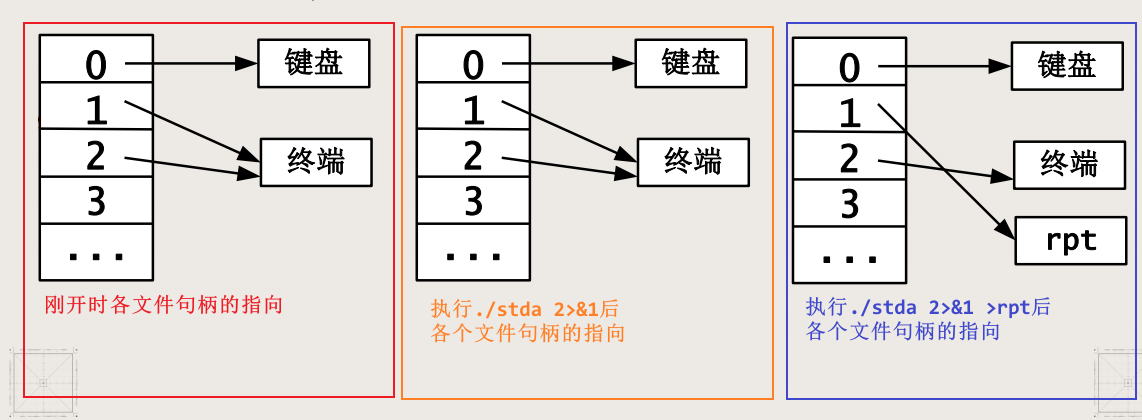 0
键盘
1
2
终端
3
...
刚开时各文件句柄的指向
0
键盘
1
2
终端
3
...
执行./stda 2>&1后
各个文件句柄的指向
0
键盘
1
2
终端
3
rpt
...
执行./stda 2>&1 >rpt后
各个文件句柄的指向